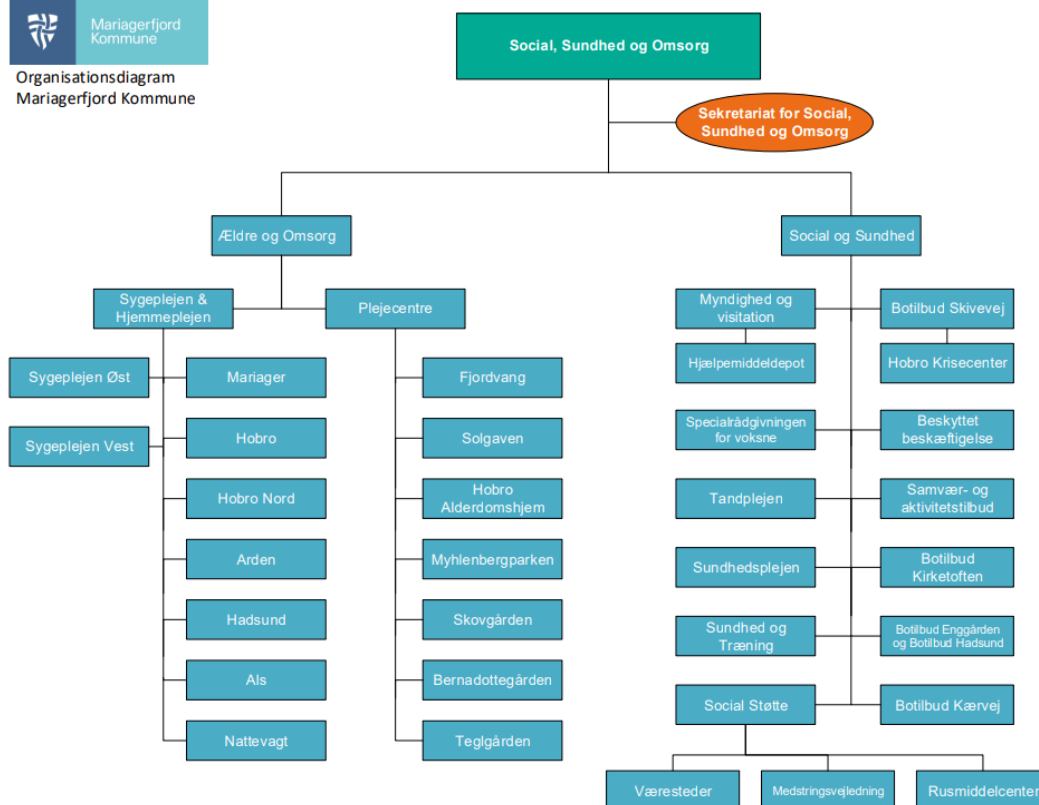 Mariagerfjord
Kommune
Organisationsdiagram
Mariagerfjord Kommune
Social, Sundhed og Omsorg
Sekretariat for Social,
Sundhed og Omsorg
Ældre og Omsorg
Social og Sundhed
Sygeplejen &
Hjemmeplejen
Plejecentre
Sygeplejen Øst
Sygeplejen Vest
Mariager
Hobro
Hobro Nord
Arden
Hadsund
Als
Nattevagt
Fjordvang
Solgaven
Hobro
Alderdomshjem
Myhlenbergparken
Skovgården
Bernadottegården
Teglgården
Myndighed og
visitation
Hjælpemiddeldepot
Specialrådgivningen
for voksne
Tandplejen
Sundhedsplejen
Sundhed og
Træning
Social Støtte
Botilbud Skivevej
Hobro Krisecenter
Beskyttet
beskæftigelse
Samvær- og
aktivitetstilbud
Botilbud
Kirketoften
Botilbud Enggården
og Botilbud Hadsund
Botilbud Kærvej
Væresteder
Medstringsvejledning
Rusmiddelcenter